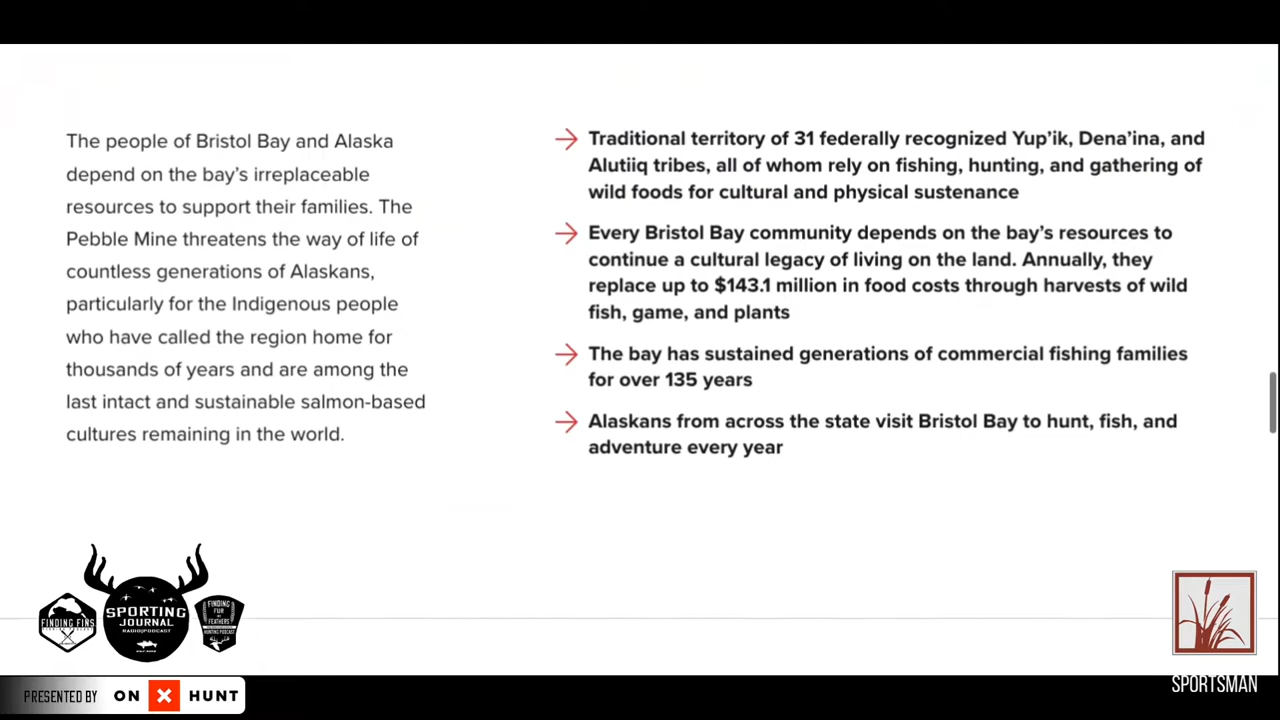 The people of Bristol Bay and Alaska
depend on the bay's irreplaceable
resources to support their families. The
Pebble Mine threatens the way of life of
countless generations of Alaskans,
particularly for the Indigenous people
who have called the region home for
thousands of years and are among the
last intact and sustainable salmon-based
cultures remaining in the world.
Traditional territory of 31 federally recognized Yup'ik, Dena'ina, and
Alutiiq tribes, all of whom rely on fishing, hunting, and gathering of
wild foods for cultural and physical sustenance
Every Bristol Bay community depends on the bay's resources to
continue a cultural legacy of living on the land. Annually, they
replace up to $143.1 million in food costs through harvests of wild
fish, game, and plants
The bay has sustained generations of commercial fishing families
for over 135 years
Alaskans from across the state visit Bristol Bay to hunt, fish, and
adventure every year
FINDING FINS
SPORTING
JOURNAL
RADIO|PODCAST
FINDING
FUR
FEATHERS
HUNTING PODCAST
SPORTSMAN
PRESENTED BY
ON X HUNT